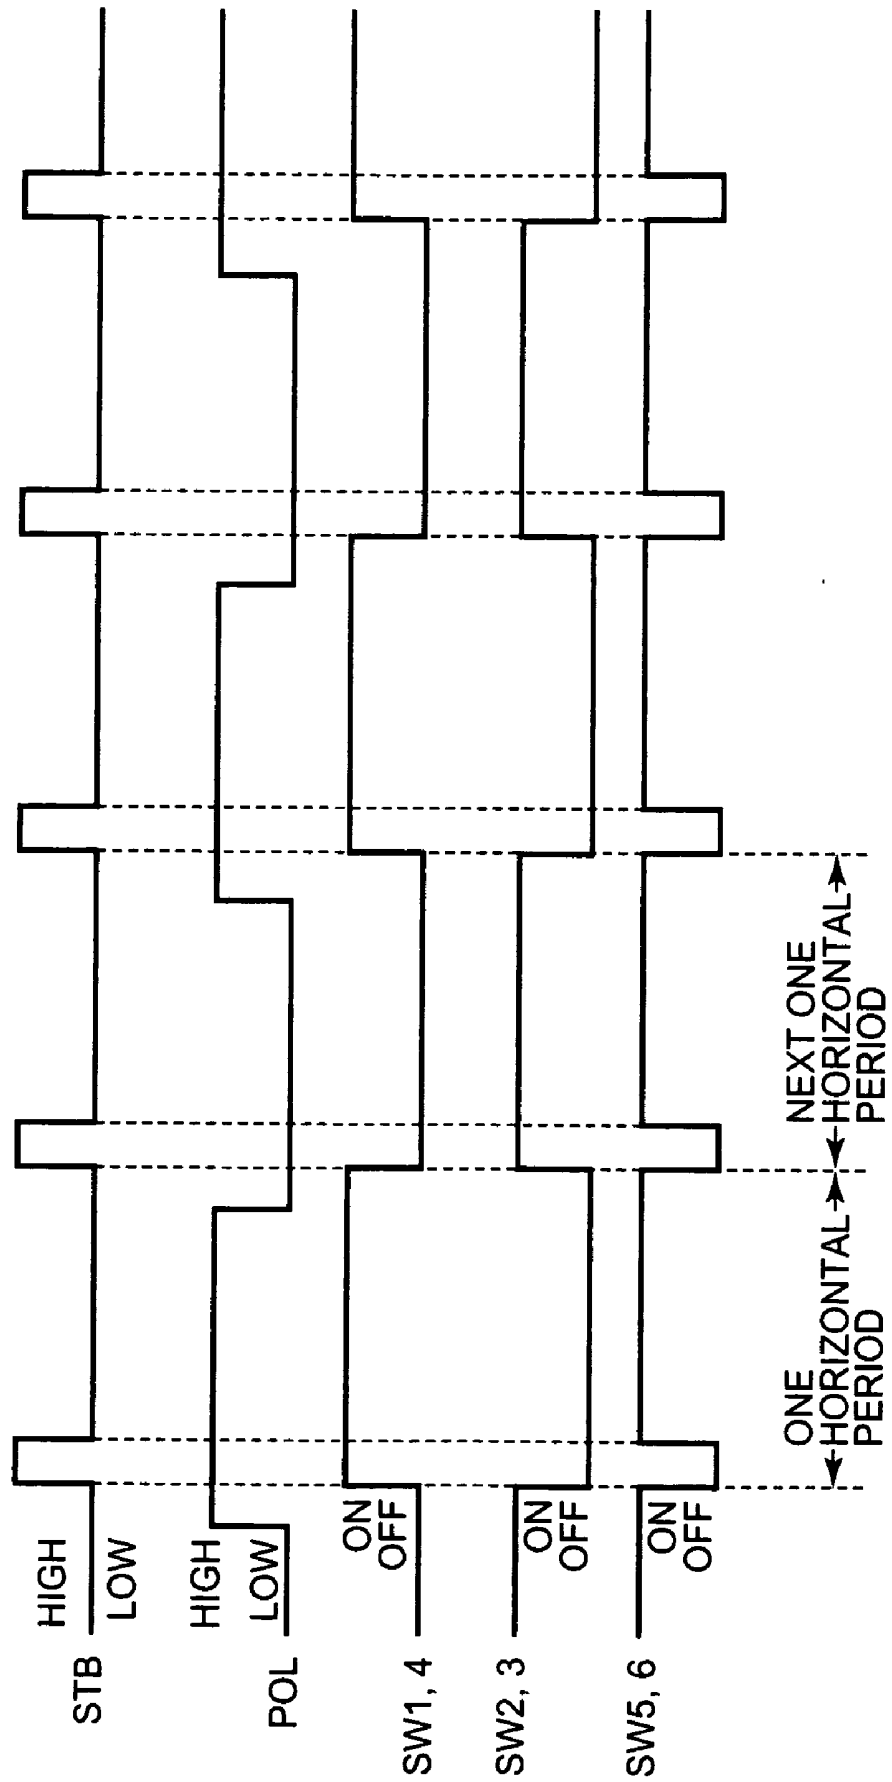 STB
HIGH
LOW
POL
HIGH
LOW
SW1, 4
ON
OFF
SW2, 3
ON
OFF
SW5, 6
ON
OFF
ONE
HORIZONTAL
PERIOD
NEXT ONE
HORIZONTAL
PERIOD